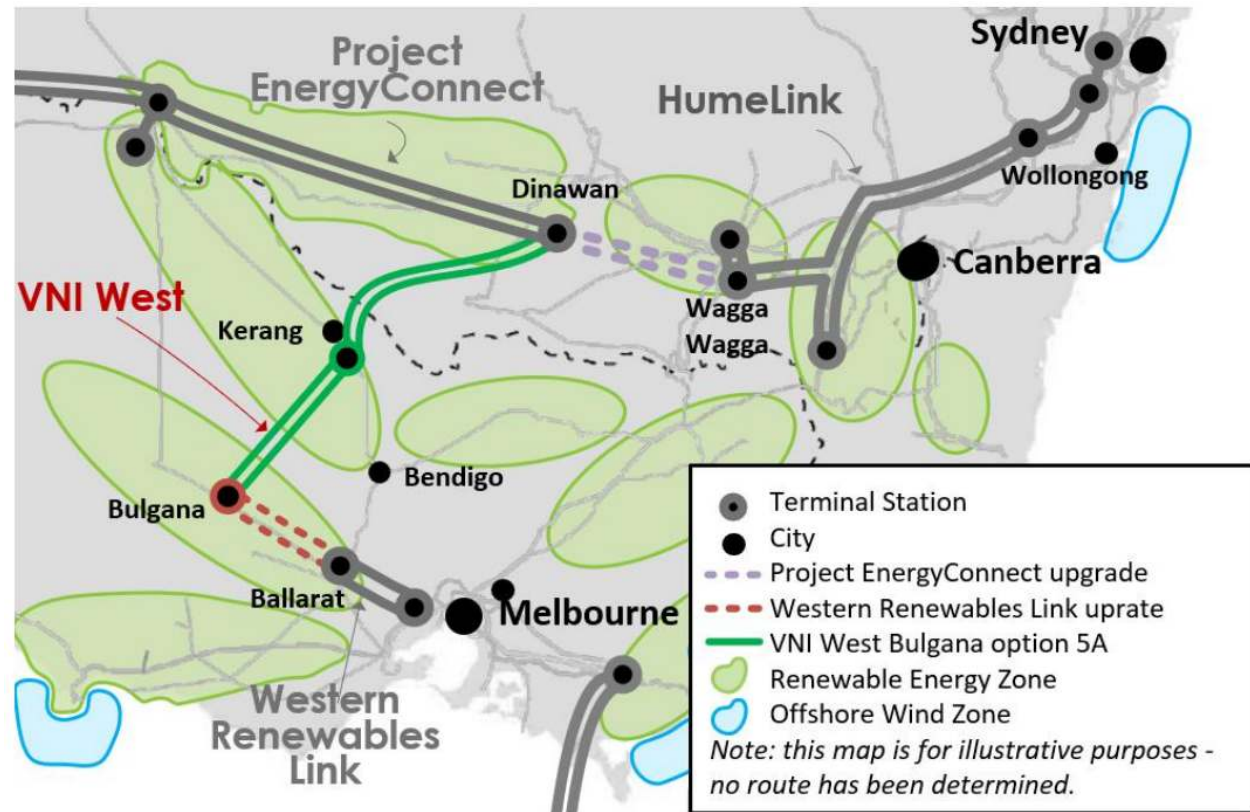 Project
EnergyConnect
HumeLink
Sydney
Wollongong
Dinawan
Canberra
VNI West
Kerang
Wagga
Wagga
Bendigo
Bulgana
Ballarat
Melbourne
Western
Renewables
Link
Terminal Station
City
Project EnergyConnect upgrade
Western Renewables Link uprate
VNI West Bulgana option 5A
Renewable Energy Zone
Offshore Wind Zone
Note: this map is for illustrative purposes -
no route has been determined.